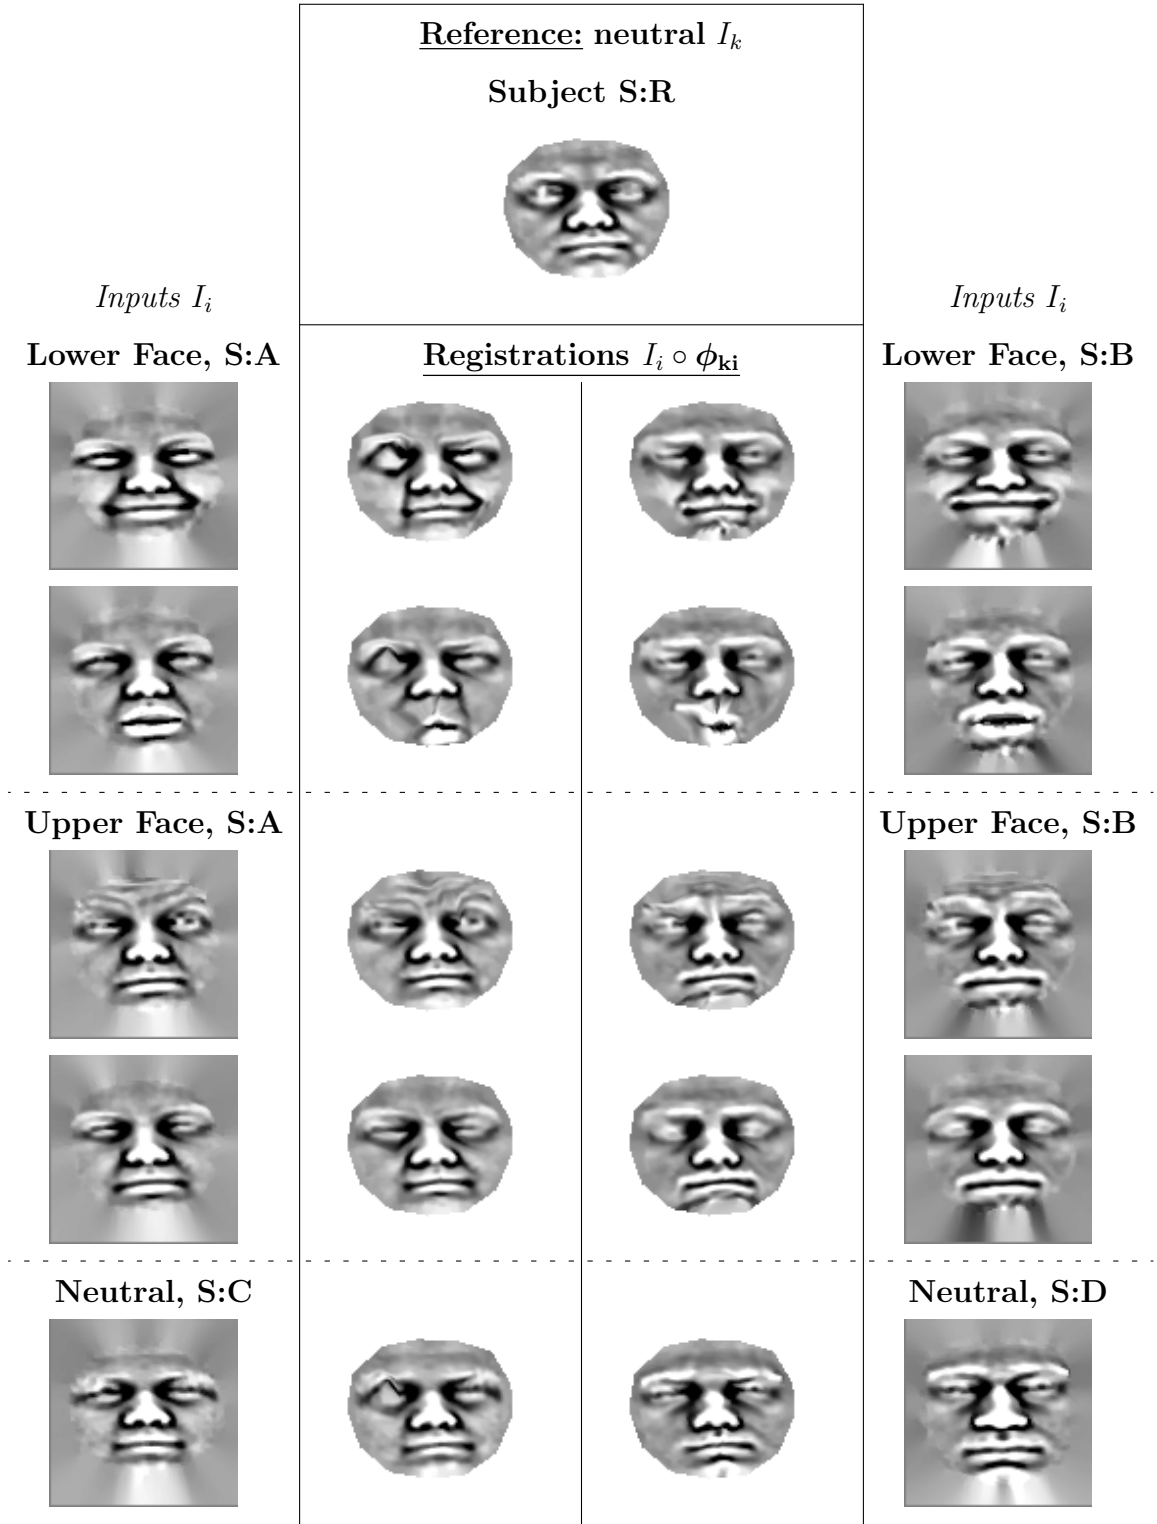 Reference: neutral I_k
Subject S:R
Inputs I_i
Inputs I_i
Lower Face, S:A
Registrations I_i ∘ ϕ_ki
Lower Face, S:B
Upper Face, S:A
Upper Face, S:B
Neutral, S:C
Neutral, S:D